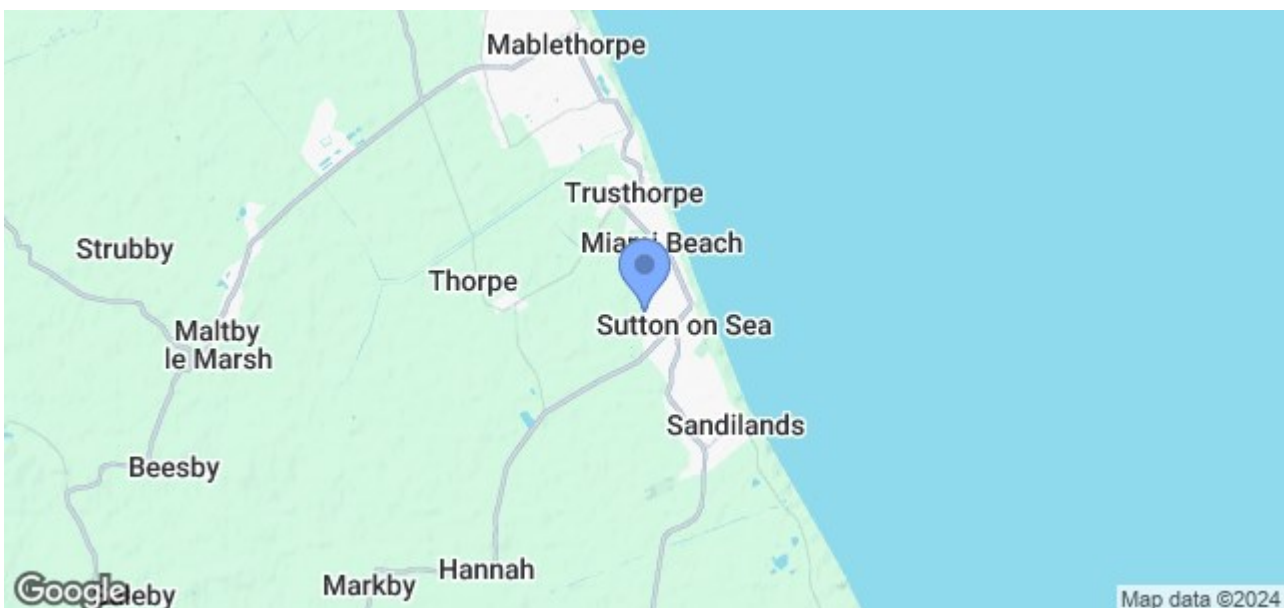 Mablethorpe
Trusthorpe
Miami Beach
Strubby
Thorpe
Sutton on Sea
Maltby
le Marsh
Sandilands
Beesby
Hannah
Markby
Google
Map data ©2024